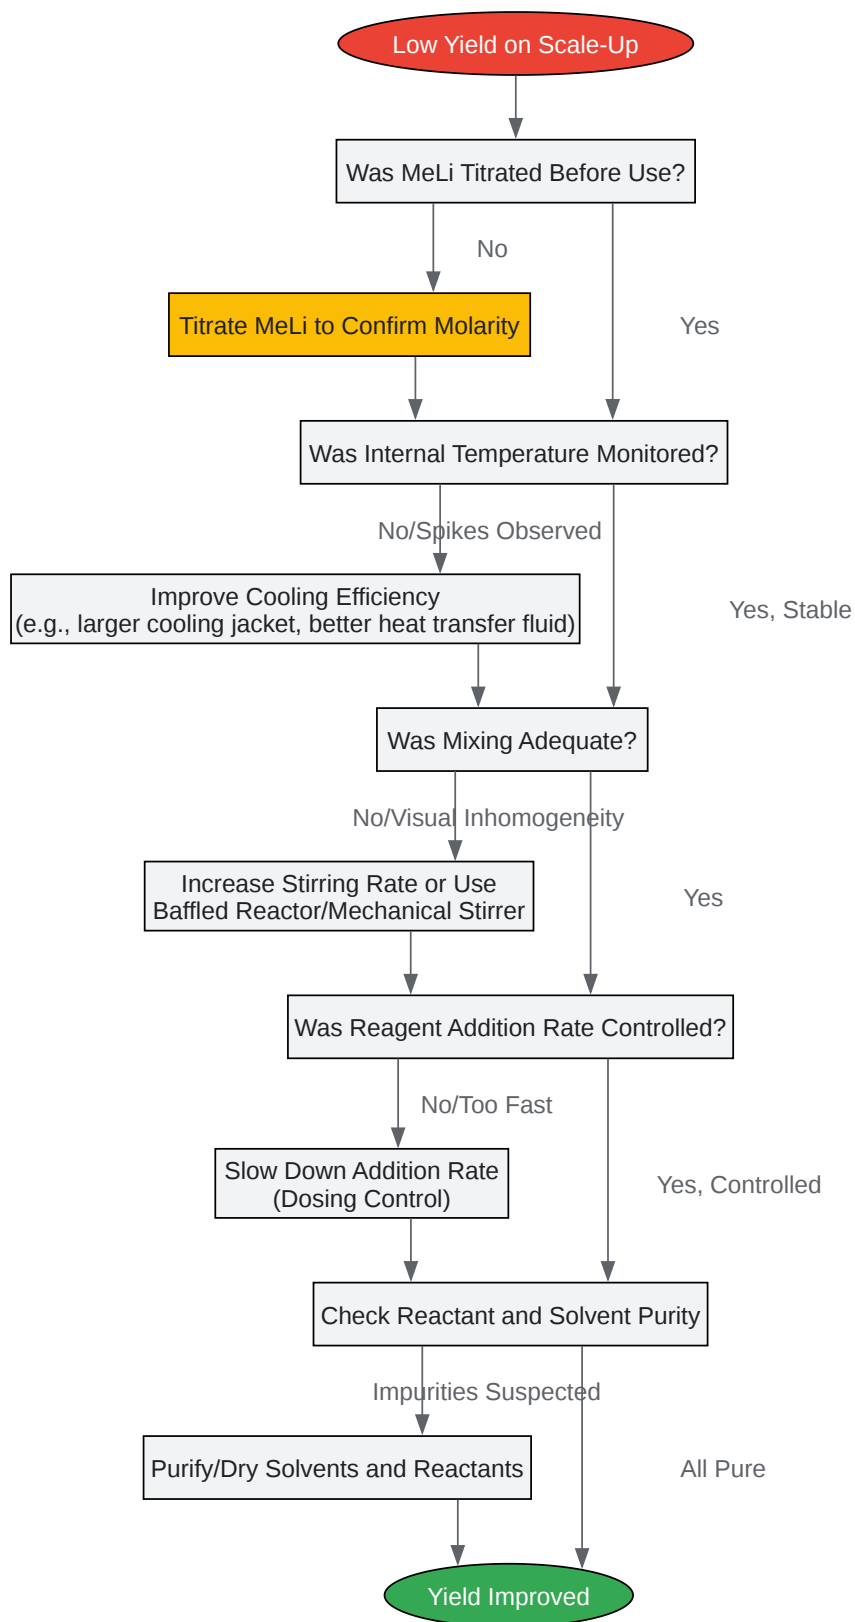 Low Yield on Scale-Up
Was MeLi Titrated Before Use?
No
Titrate MeLi to Confirm Molarity
Yes
Was Internal Temperature Monitored?
No/Spikes Observed
Improve Cooling Efficiency
(e.g., larger cooling jacket, better heat transfer fluid)
Yes, Stable
Was Mixing Adequate?
No/Visual Inhomogeneity
Increase Stirring Rate or Use
Baffled Reactor/Mechanical Stirrer
Yes
Was Reagent Addition Rate Controlled?
No/Too Fast
Slow Down Addition Rate
(Dosing Control)
Yes, Controlled
Check Reactant and Solvent Purity
Impurities Suspected
Purify/Dry Solvents and Reactants
All Pure
Yield Improved